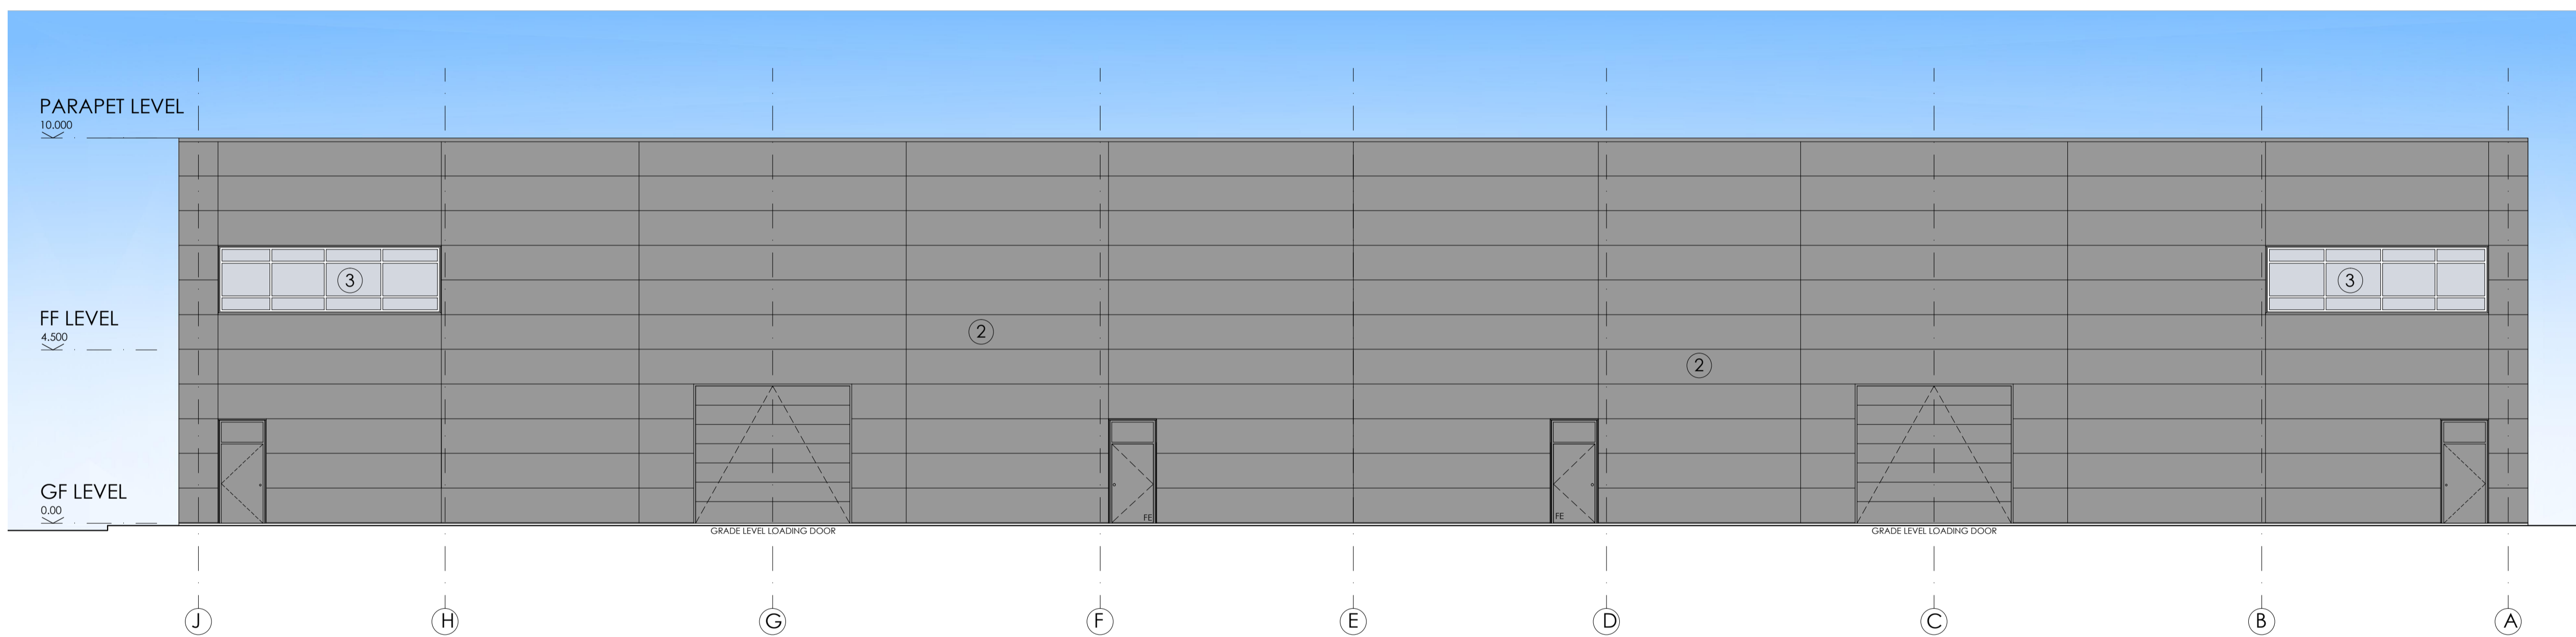 PARAPET LEVEL
10.000
3
3
FF LEVEL
4.500
2
2
GF LEVEL
0.00
FE
FE
GRADE LEVEL LOADING DOOR
GRADE LEVEL LOADING DOOR
J
H
G
F
E
D
C
B
A